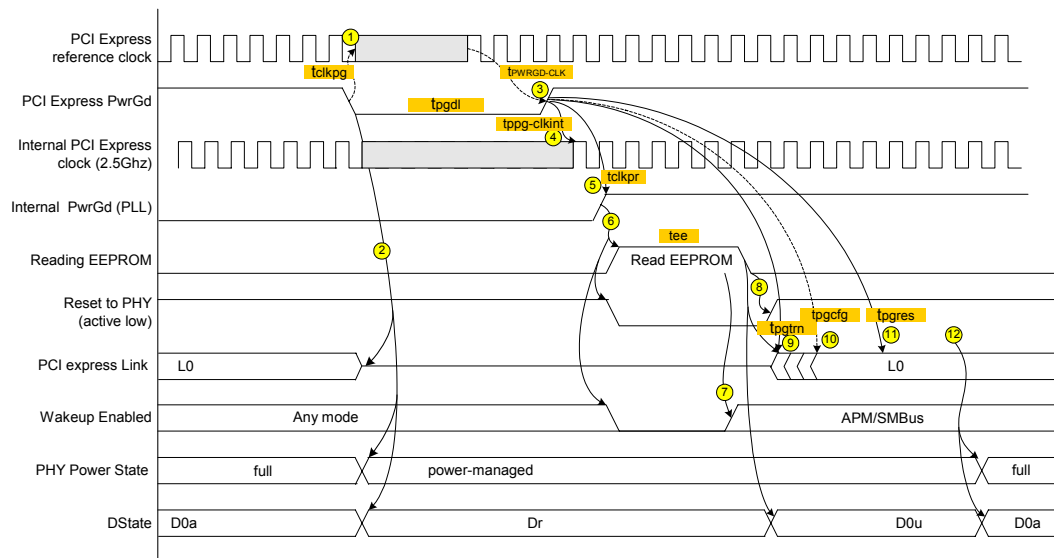 PCI Express
reference clock
1
tclkpg
tPWRGD-CLK
PCI Express PwrGd
3
tpgdl
tppg-clkint
4
Internal PCI Express
clock (2.5Ghz)
tclkpr
5
Internal PwrGd (PLL)
6
2
tee
Reading EEPROM
Read EEPROM
8
Reset to PHY
(active low)
tpgcfg
tpgres
tpgtrn
9
10
11
12
PCI express Link
L0
L0
7
Wakeup Enabled
Any mode
APM/SMBus
PHY Power State
full
power-managed
full
DState
D0a
Dr
D0u
D0a